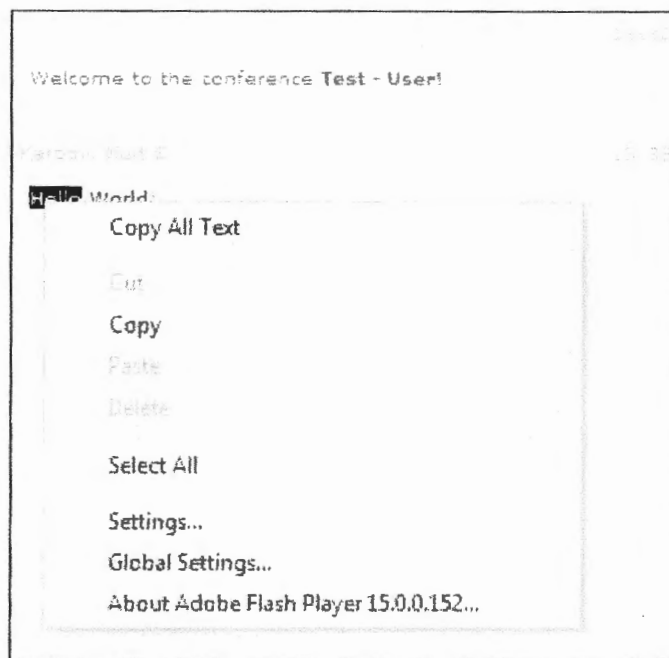 Welcome to the conference Test - User!
Hello World
Copy All Text
Cut
Copy
Paste
Delete
Select All
Settings...
Global Settings...
About Adobe Flash Player 15.0.0.152...